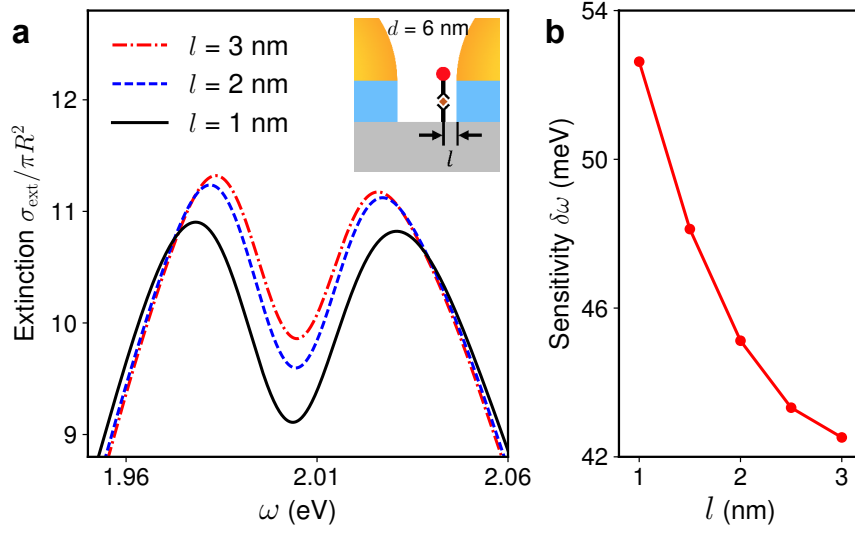 a
l = 3 nm
l = 2 nm
l = 1 nm
d = 6 nm
l
Extinction σ_ext/πR²
12
11
10
9
1.96
2.01
2.06
ω (eV)
b
Sensitivity δω (meV)
54
50
46
42
1
2
3
l (nm)